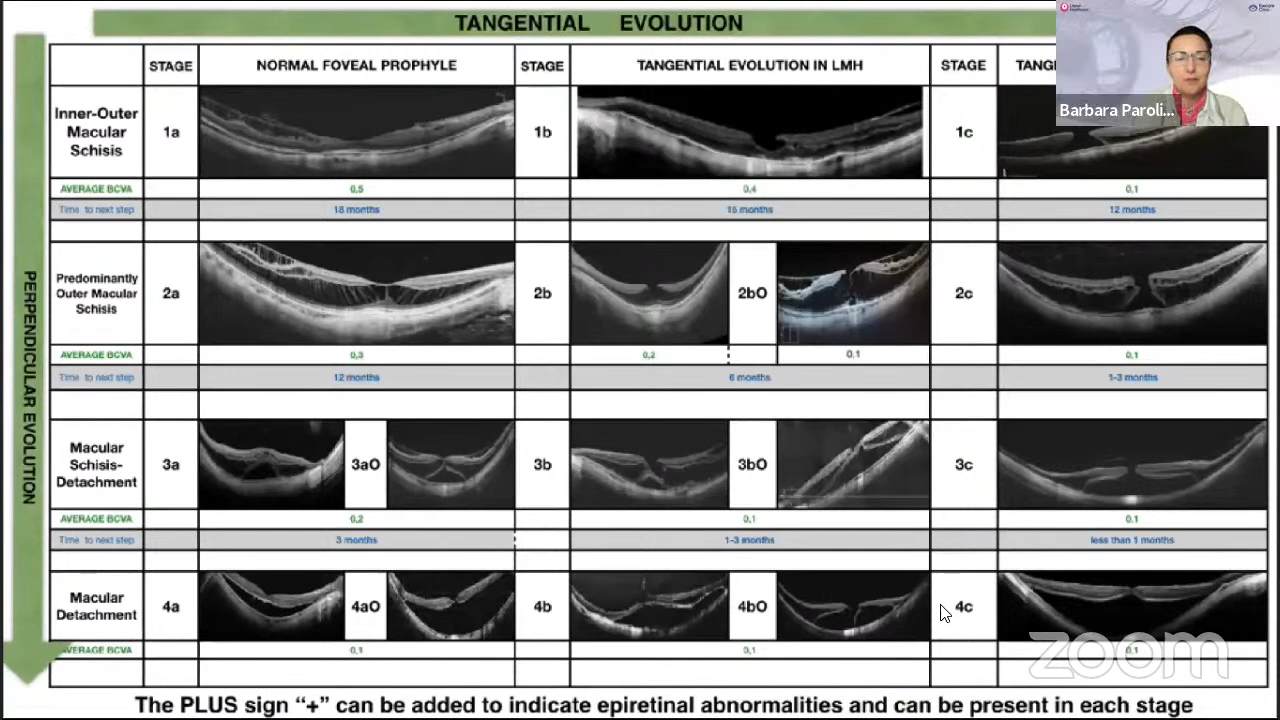 TANGENTIAL EVOLUTION
PERPENDICULAR EVOLUTION
STAGE NORMAL FOVEAL PROPHYLE STAGE TANGENTIAL EVOLUTION IN LMH STAGE
Barbara Paroli...
Inner-Outer
Macular
Schisis
1a 1b 1c
AVERAGE BCVA 0,5 0,4 0,1
Time to next step 18 months 15 months 12 months
Predominantly
Outer Macular
Schisis
2a 2b 2bO 2c
AVERAGE BCVA 0,3 0,2 0,1 0,1
Time to next step 12 months 6 months 1-3 months
Macular
Schisis-
Detachment
3a 3aO 3b 3bO 3c
AVERAGE BCVA 0,2 0,1 0,1
Time to next step 3 months 1-3 months less than 1 months
Macular
Detachment
4a 4aO 4b 4bO 4c
AVERAGE BCVA 0,1 0,1 0,1
zoom
The PLUS sign “+” can be added to indicate epiretinal abnormalities and can be present in each stage